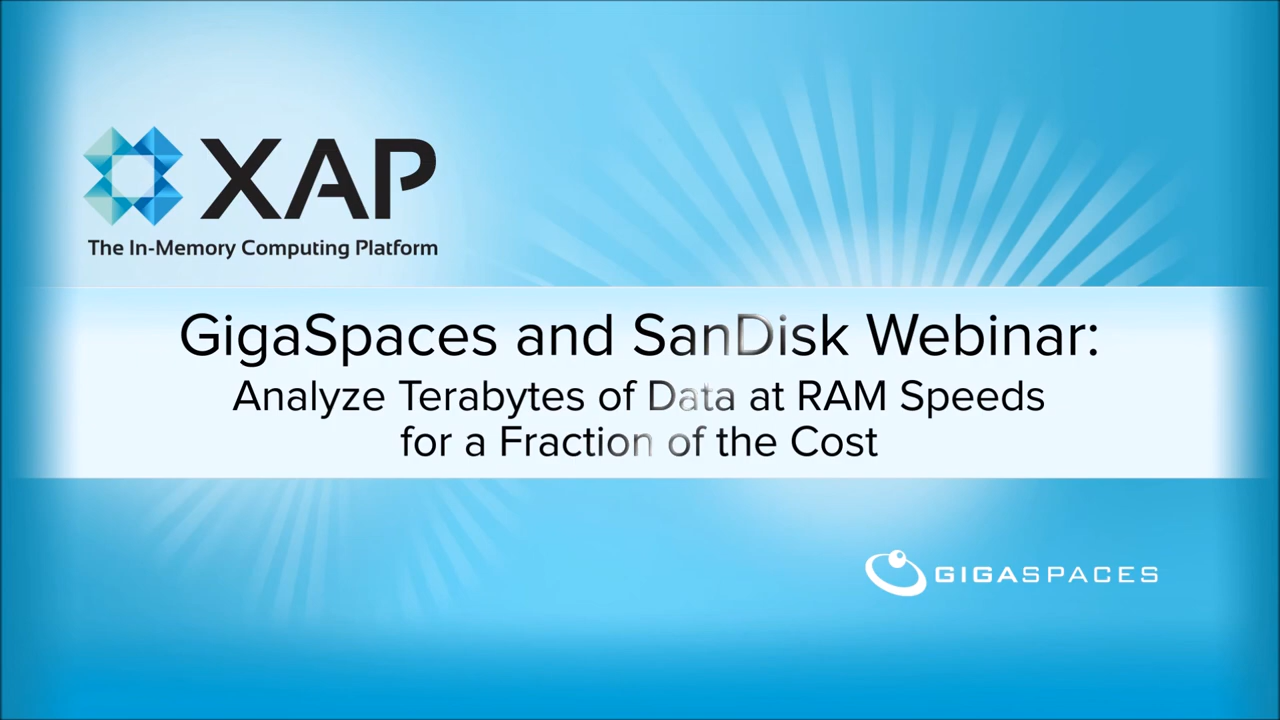 XAP
The In-Memory Computing Platform
GigaSpaces and SanDisk Webinar:
Analyze Terabytes of Data at RAM Speeds
for a Fraction of the Cost
GIGASPACES